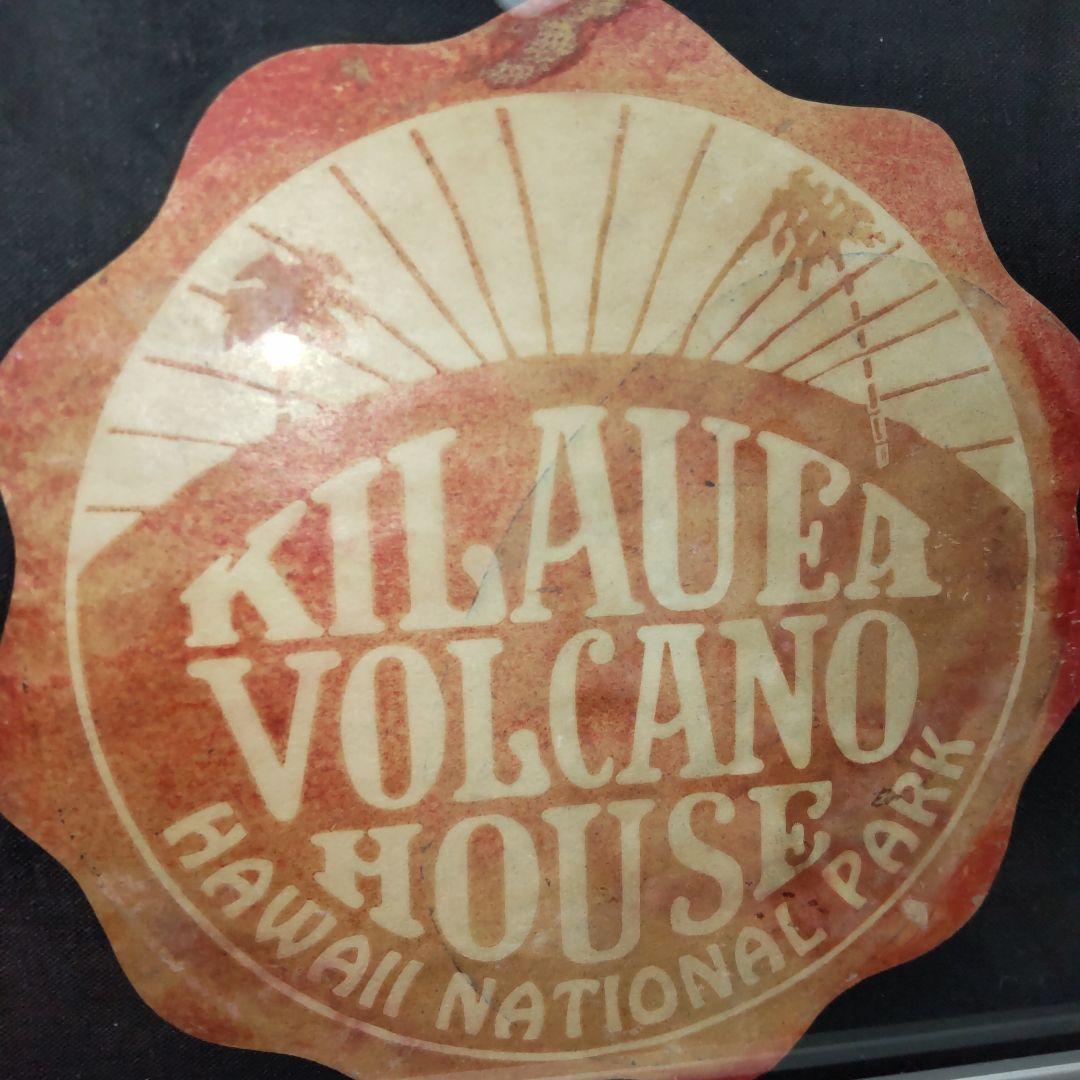 KILAUEA
VOLCANO
HOUSE
HAWAII NATIONAL PARK